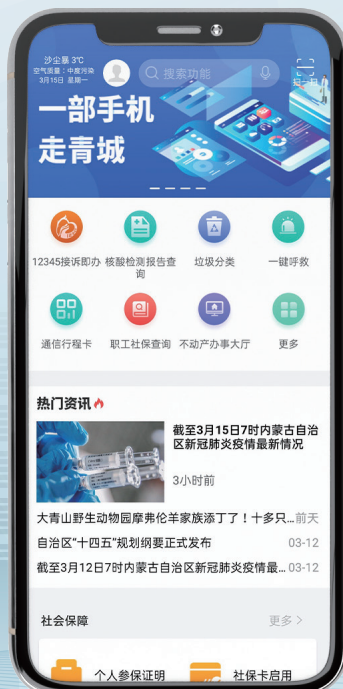 沙尘暴 3℃
空气质量：中度污染
3月15日 星期一
搜索功能
扫一扫
一部手机
走青城
12345接诉即办
核酸检测报告查
询
垃圾分类
一键呼救
通信行程卡
职工社保查询
不动产办事大厅
更多
热门资讯
截至3月15日7时内蒙古自治
区新冠肺炎疫情最新情况
3小时前
大青山野生动物园摩弗伦羊家族添丁了！十多只...前天
自治区“十四五”规划纲要正式发布 03-12
截至3月12日7时内蒙古自治区新冠肺炎疫情最... 03-12
社会保障 更多 >
个人参保证明
社保卡启用